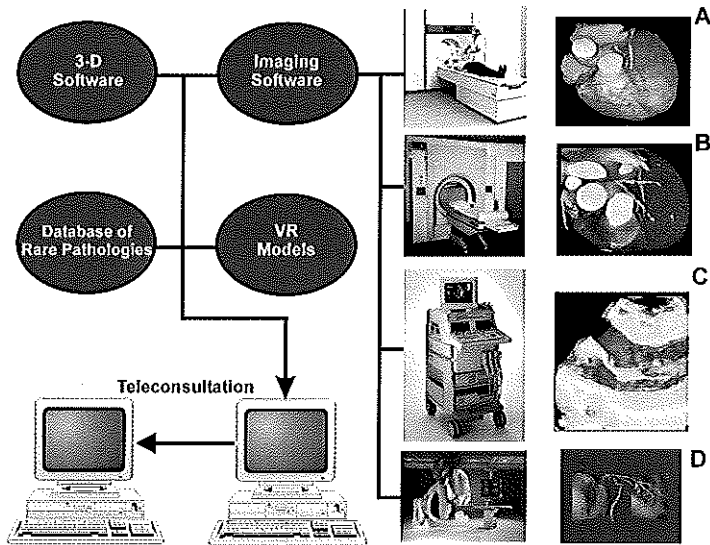 3-D
Software
Imaging
Software
A
B
Database of
Rare Pathologies
VR
Models
C
Teleconsultation
D